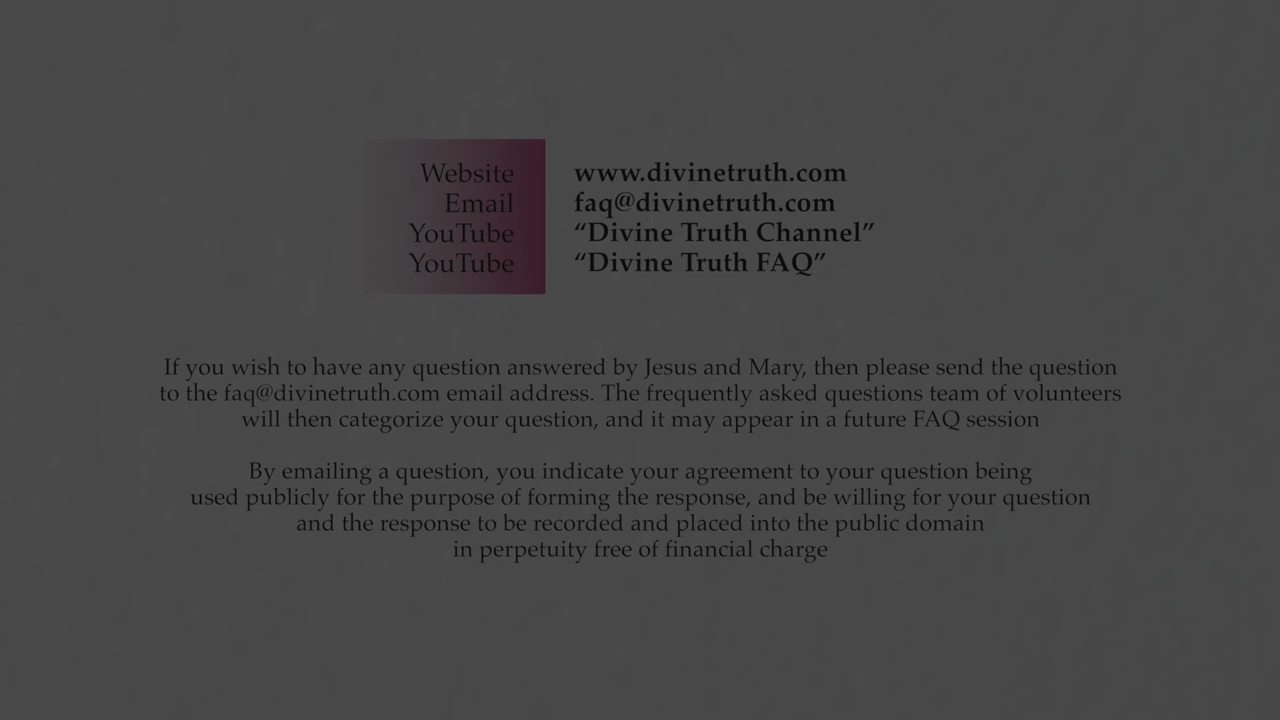 Website www.divinetruth.com
Email faq@divinetruth.com
YouTube “Divine Truth Channel”
YouTube “Divine Truth FAQ”
If you wish to have any question answered by Jesus and Mary, then please send the question
to the faq@divinetruth.com email address. The frequently asked questions team of volunteers
will then categorize your question, and it may appear in a future FAQ session
By emailing a question, you indicate your agreement to your question being
used publicly for the purpose of forming the response, and be willing for your question
and the response to be recorded and placed into the public domain
in perpetuity free of financial charge